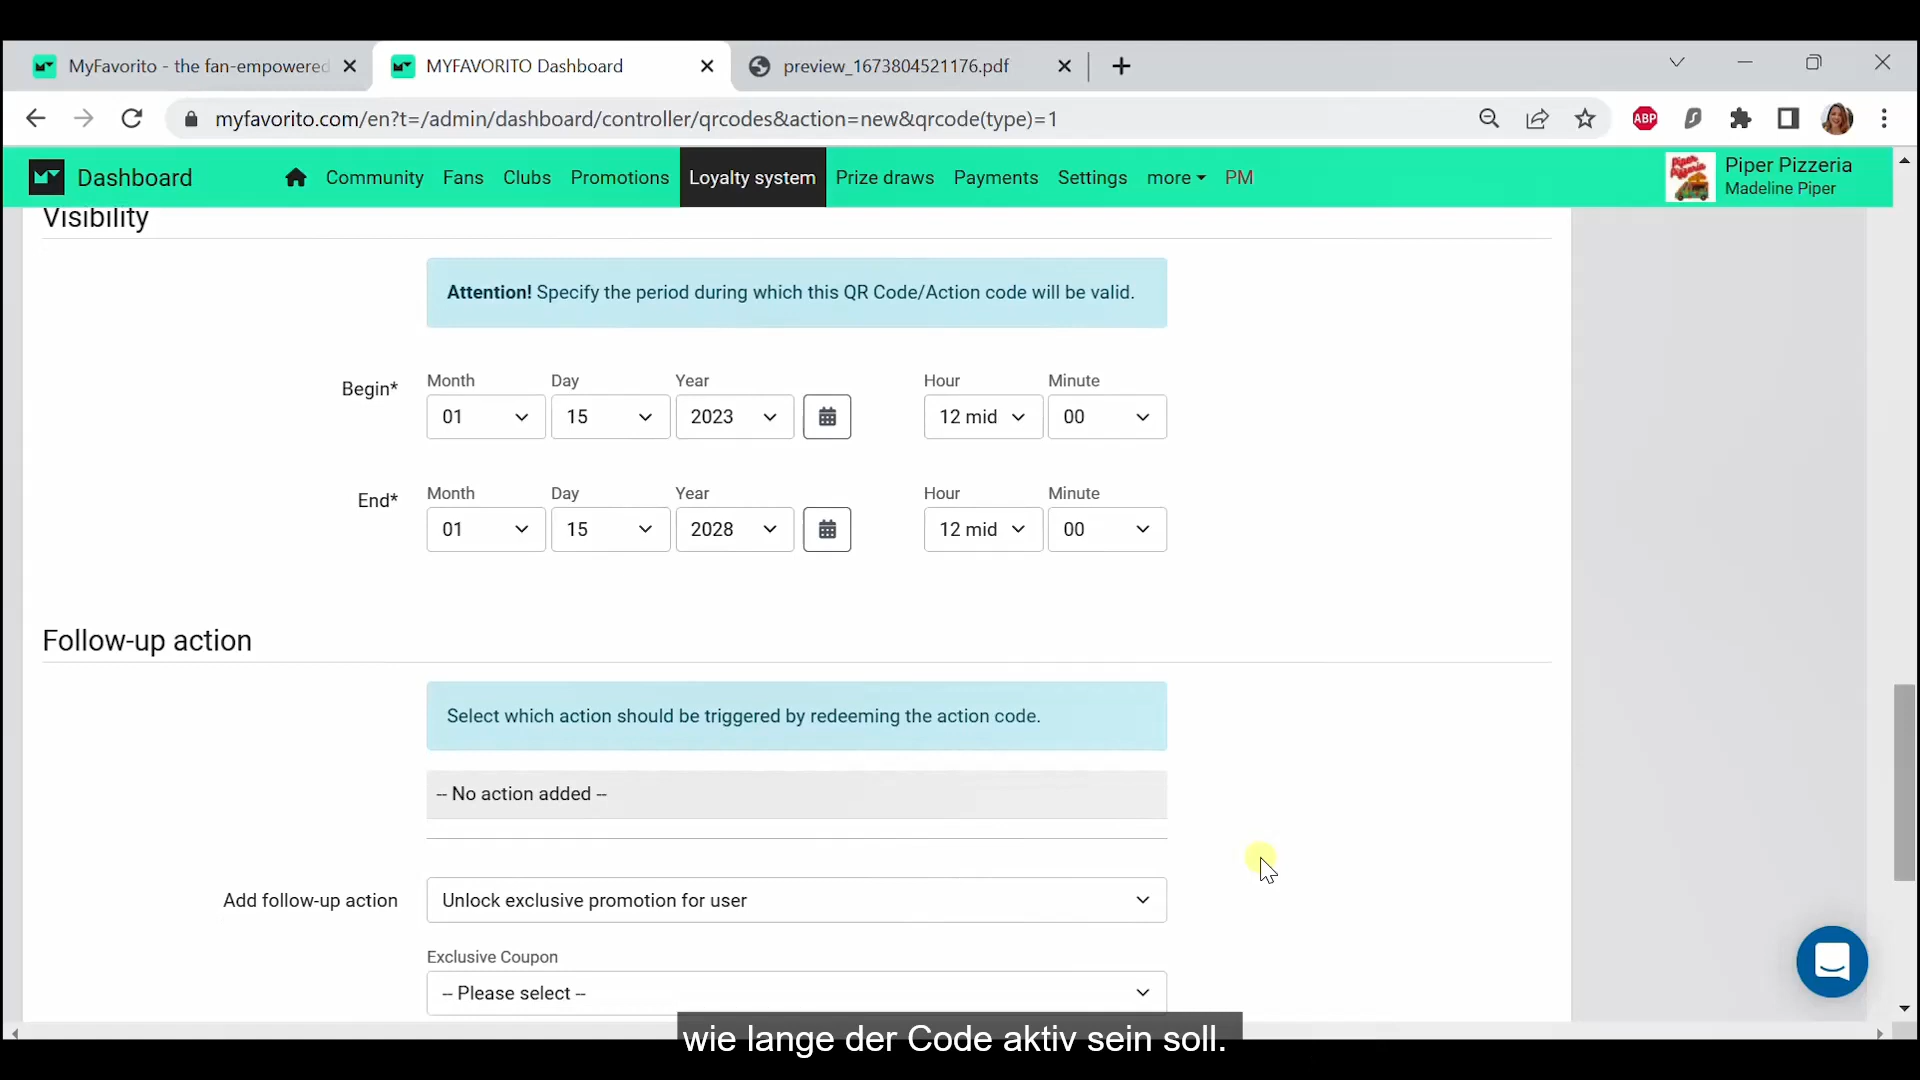 MyFavorito - the fan-empowered
MYFAVORITO Dashboard
preview_1673804521176.pdf
myfavorito.com/en?t=/admin/dashboard/controller/qrcodes&action=new&qrcode(type)=1
ABP
Dashboard
Community
Fans
Clubs
Promotions
Loyalty system
Prize draws
Payments
Settings
more
PM
Piper Pizzeria
Madeline Piper
Visibility
Attention! Specify the period during which this QR Code/Action code will be valid.
Begin*
Month Day Year Hour Minute
01 15 2023 12 mid 00
End*
Month Day Year Hour Minute
01 15 2028 12 mid 00
Follow-up action
Select which action should be triggered by redeeming the action code.
-- No action added --
Add follow-up action
Unlock exclusive promotion for user
Exclusive Coupon
-- Please select --
wie lange der Code aktiv sein soll.